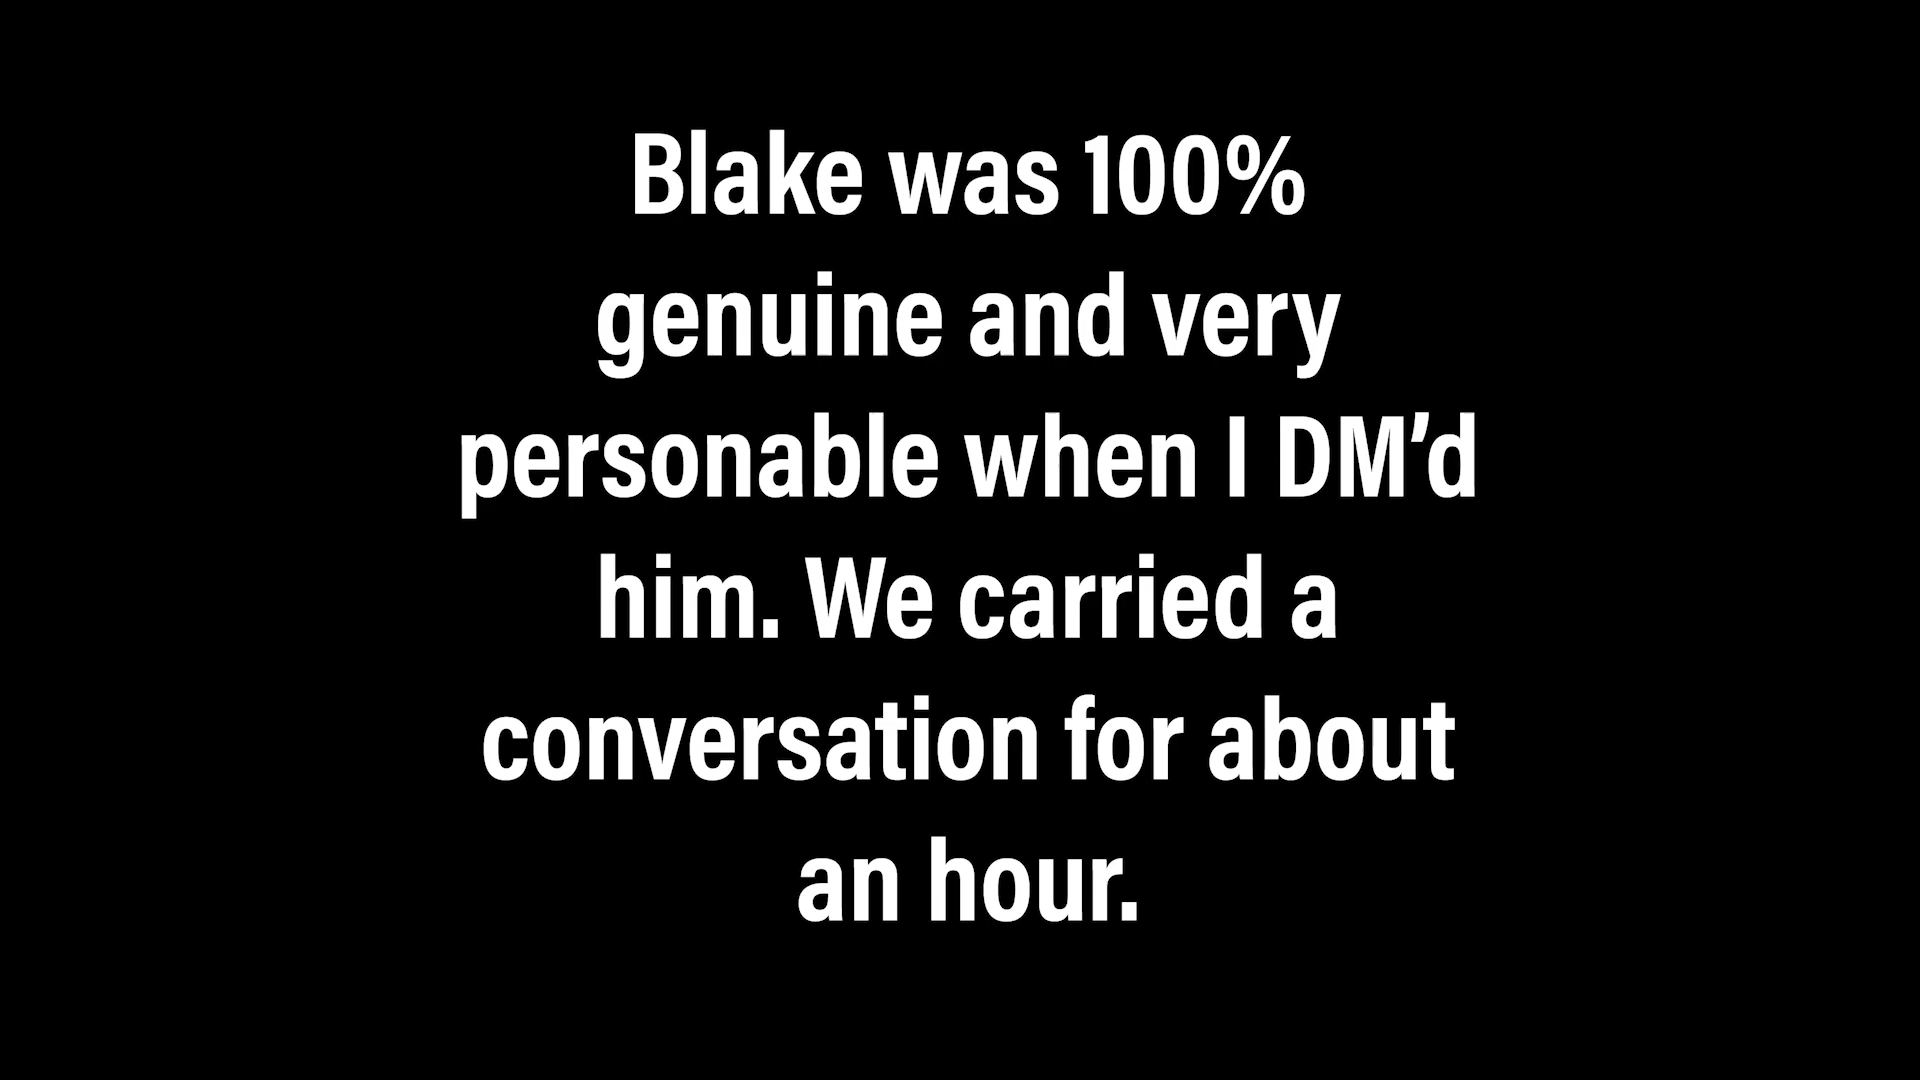 Blake was 100%
genuine and very
personable when I DM’d
him. We carried a
conversation for about
an hour.